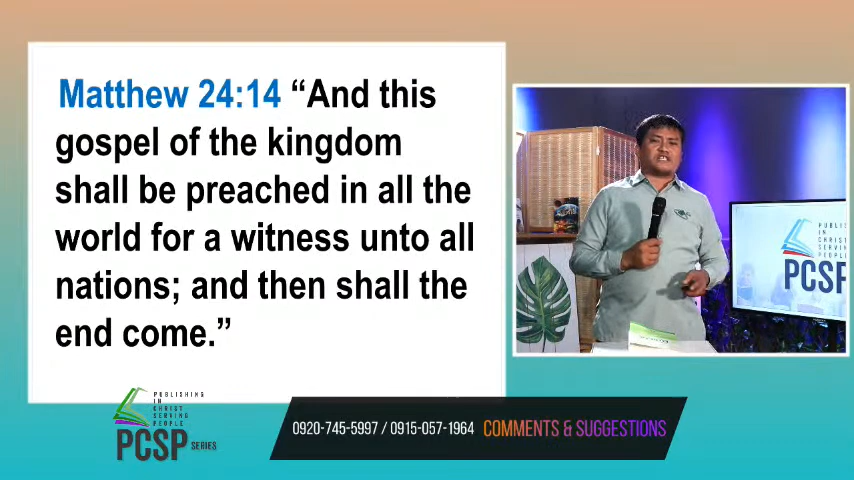 Matthew 24:14 “And this
gospel of the kingdom
shall be preached in all the
world for a witness unto all
nations; and then shall the
end come.”
PUBLISHING
IN
CHRIST
SERVING
PEOPLE
PCSP
PUBLISHING
IN
CHRIST
SERVING
PEOPLE
PCSP SERIES
0920-745-5997 / 0915-057-1964 COMMENTS & SUGGESTIONS